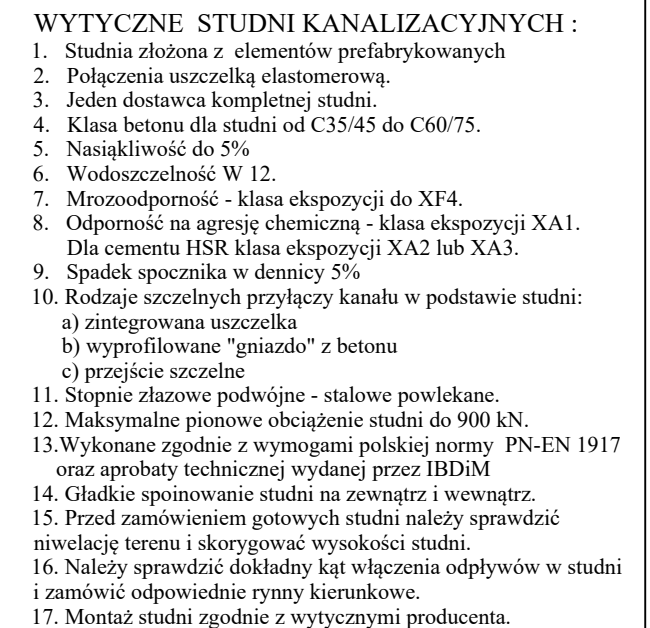 WYTYCZNE STUDNI KANALIZACYJNYCH :
1. Studnia złożona z elementów prefabrykowanych
2. Połączenia uszczelką elastomerową.
3. Jeden dostawca kompletnej studni.
4. Klasa betonu dla studni od C35/45 do C60/75.
5. Nasiąkliwość do 5%
6. Wodoszczelność W 12.
7. Mrozoodporność - klasa ekspozycji do XF4.
8. Odporność na agresję chemiczną - klasa ekspozycji XA1.
Dla cementu HSR klasa ekspozycji XA2 lub XA3.
9. Spadek spocznika w dennicy 5%
10. Rodzaje szczelnych przyłączy kanału w podstawie studni:
a) zintegrowana uszczelka
b) wyprofilowane "gniazdo" z betonu
c) przejście szczelne
11. Stopnie złazowe podwójne - stalowe powlekane.
12. Maksymalne pionowe obciążenie studni do 900 kN.
13.Wykonane zgodnie z wymogami polskiej normy PN-EN 1917
oraz aprobaty technicznej wydanej przez IBDiM
14. Gładkie spoinowanie studni na zewnątrz i wewnątrz.
15. Przed zamówieniem gotowych studni należy sprawdzić
niwelację terenu i skorygować wysokości studni.
16. Należy sprawdzić dokładny kąt włączenia odpływów w studni
i zamówić odpowiednie rynny kierunkowe.
17. Montaż studni zgodnie z wytycznymi producenta.